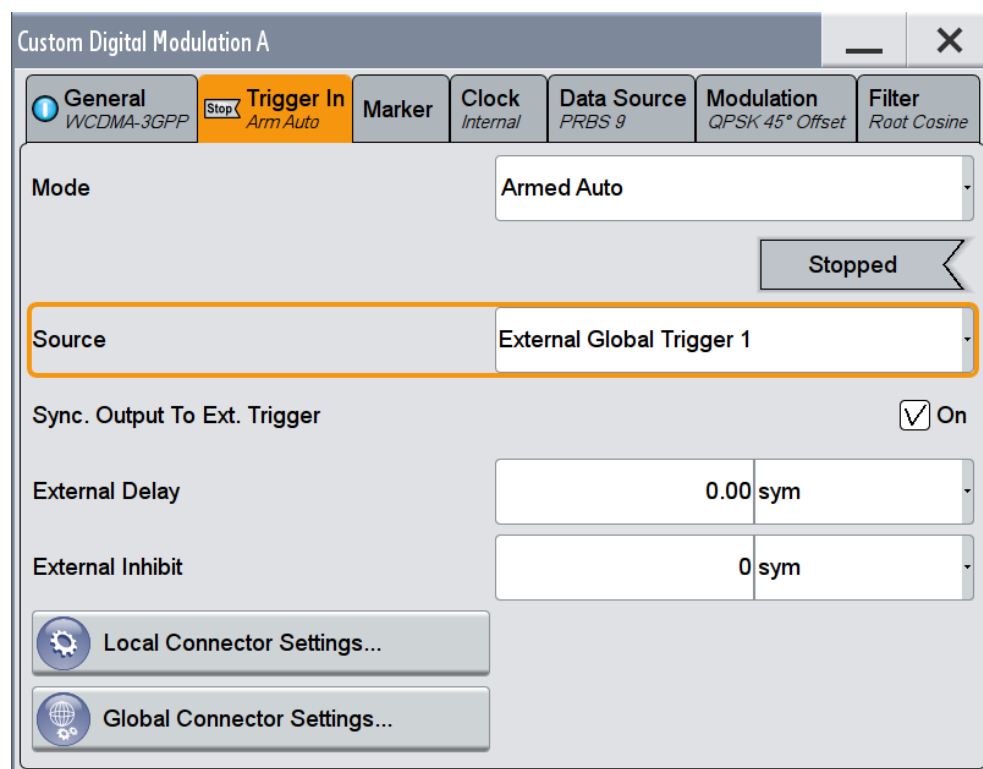 Custom Digital Modulation A
General
WCDMA-3GPP
Stop
Trigger In
Arm Auto
Marker
Clock
Internal
Data Source
PRBS 9
Modulation
QPSK 45° Offset
Filter
Root Cosine
Mode
Armed Auto
Stopped
Source
External Global Trigger 1
Sync. Output To Ext. Trigger
On
External Delay
0.00 sym
External Inhibit
0 sym
Local Connector Settings...
Global Connector Settings...